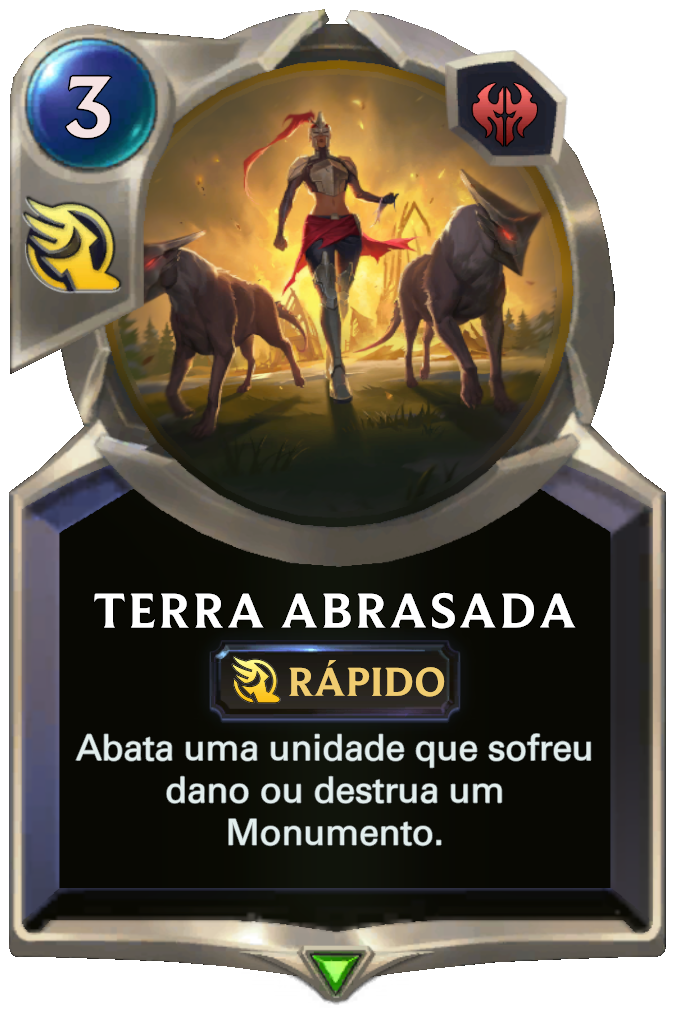 3
TERRA ABRASADA
RÁPIDO
Abata uma unidade que sofreu
dano ou destrua um
Monumento.